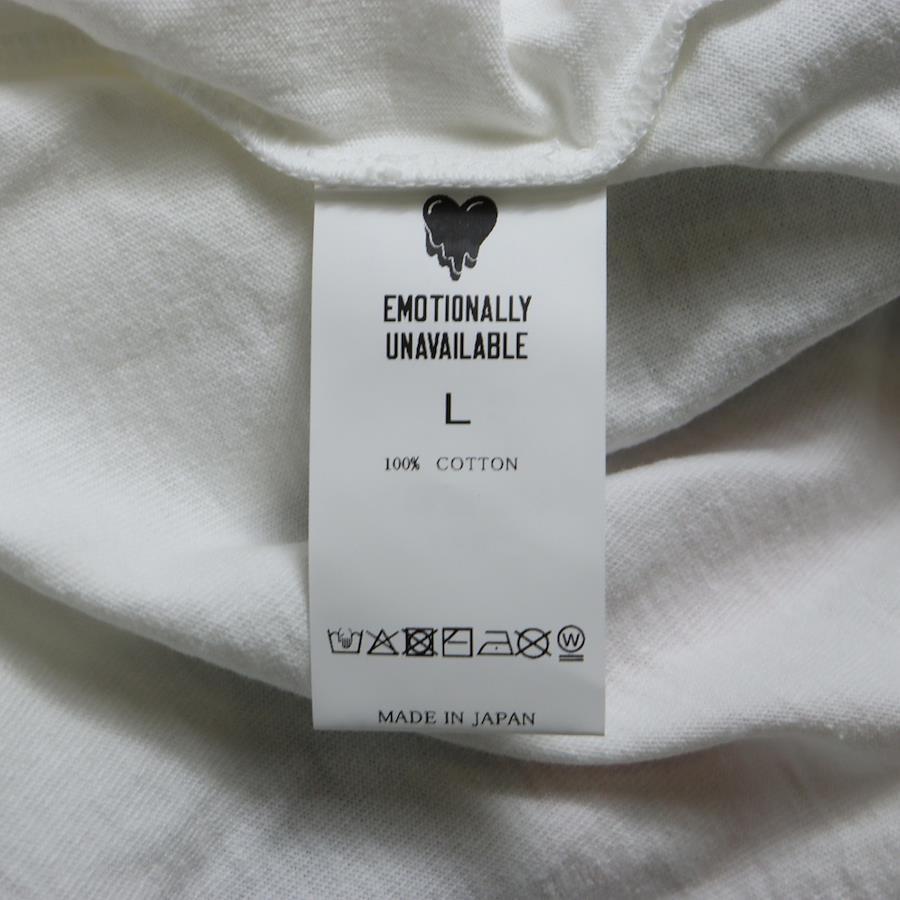 EMOTIONALLY
UNAVAILABLE
L
100% COTTON
W
MADE IN JAPAN